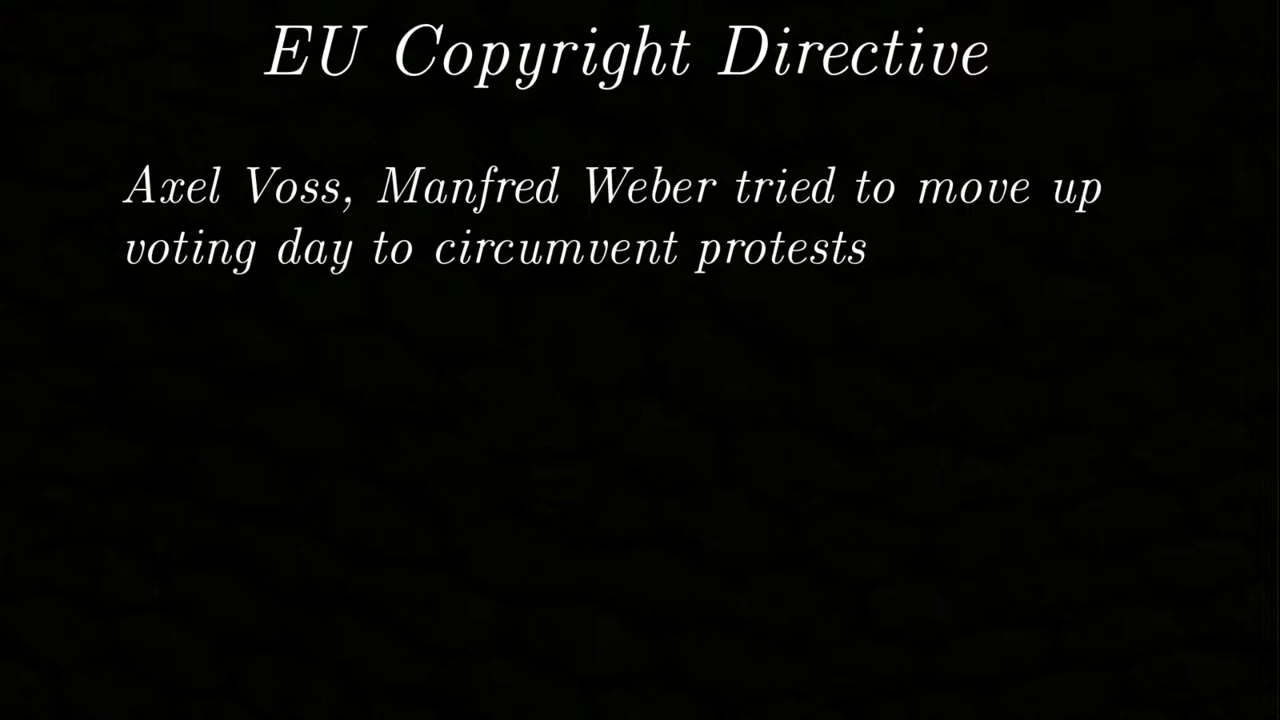 EU Copyright Directive
Axel Voss, Manfred Weber tried to move up
voting day to circumvent protests